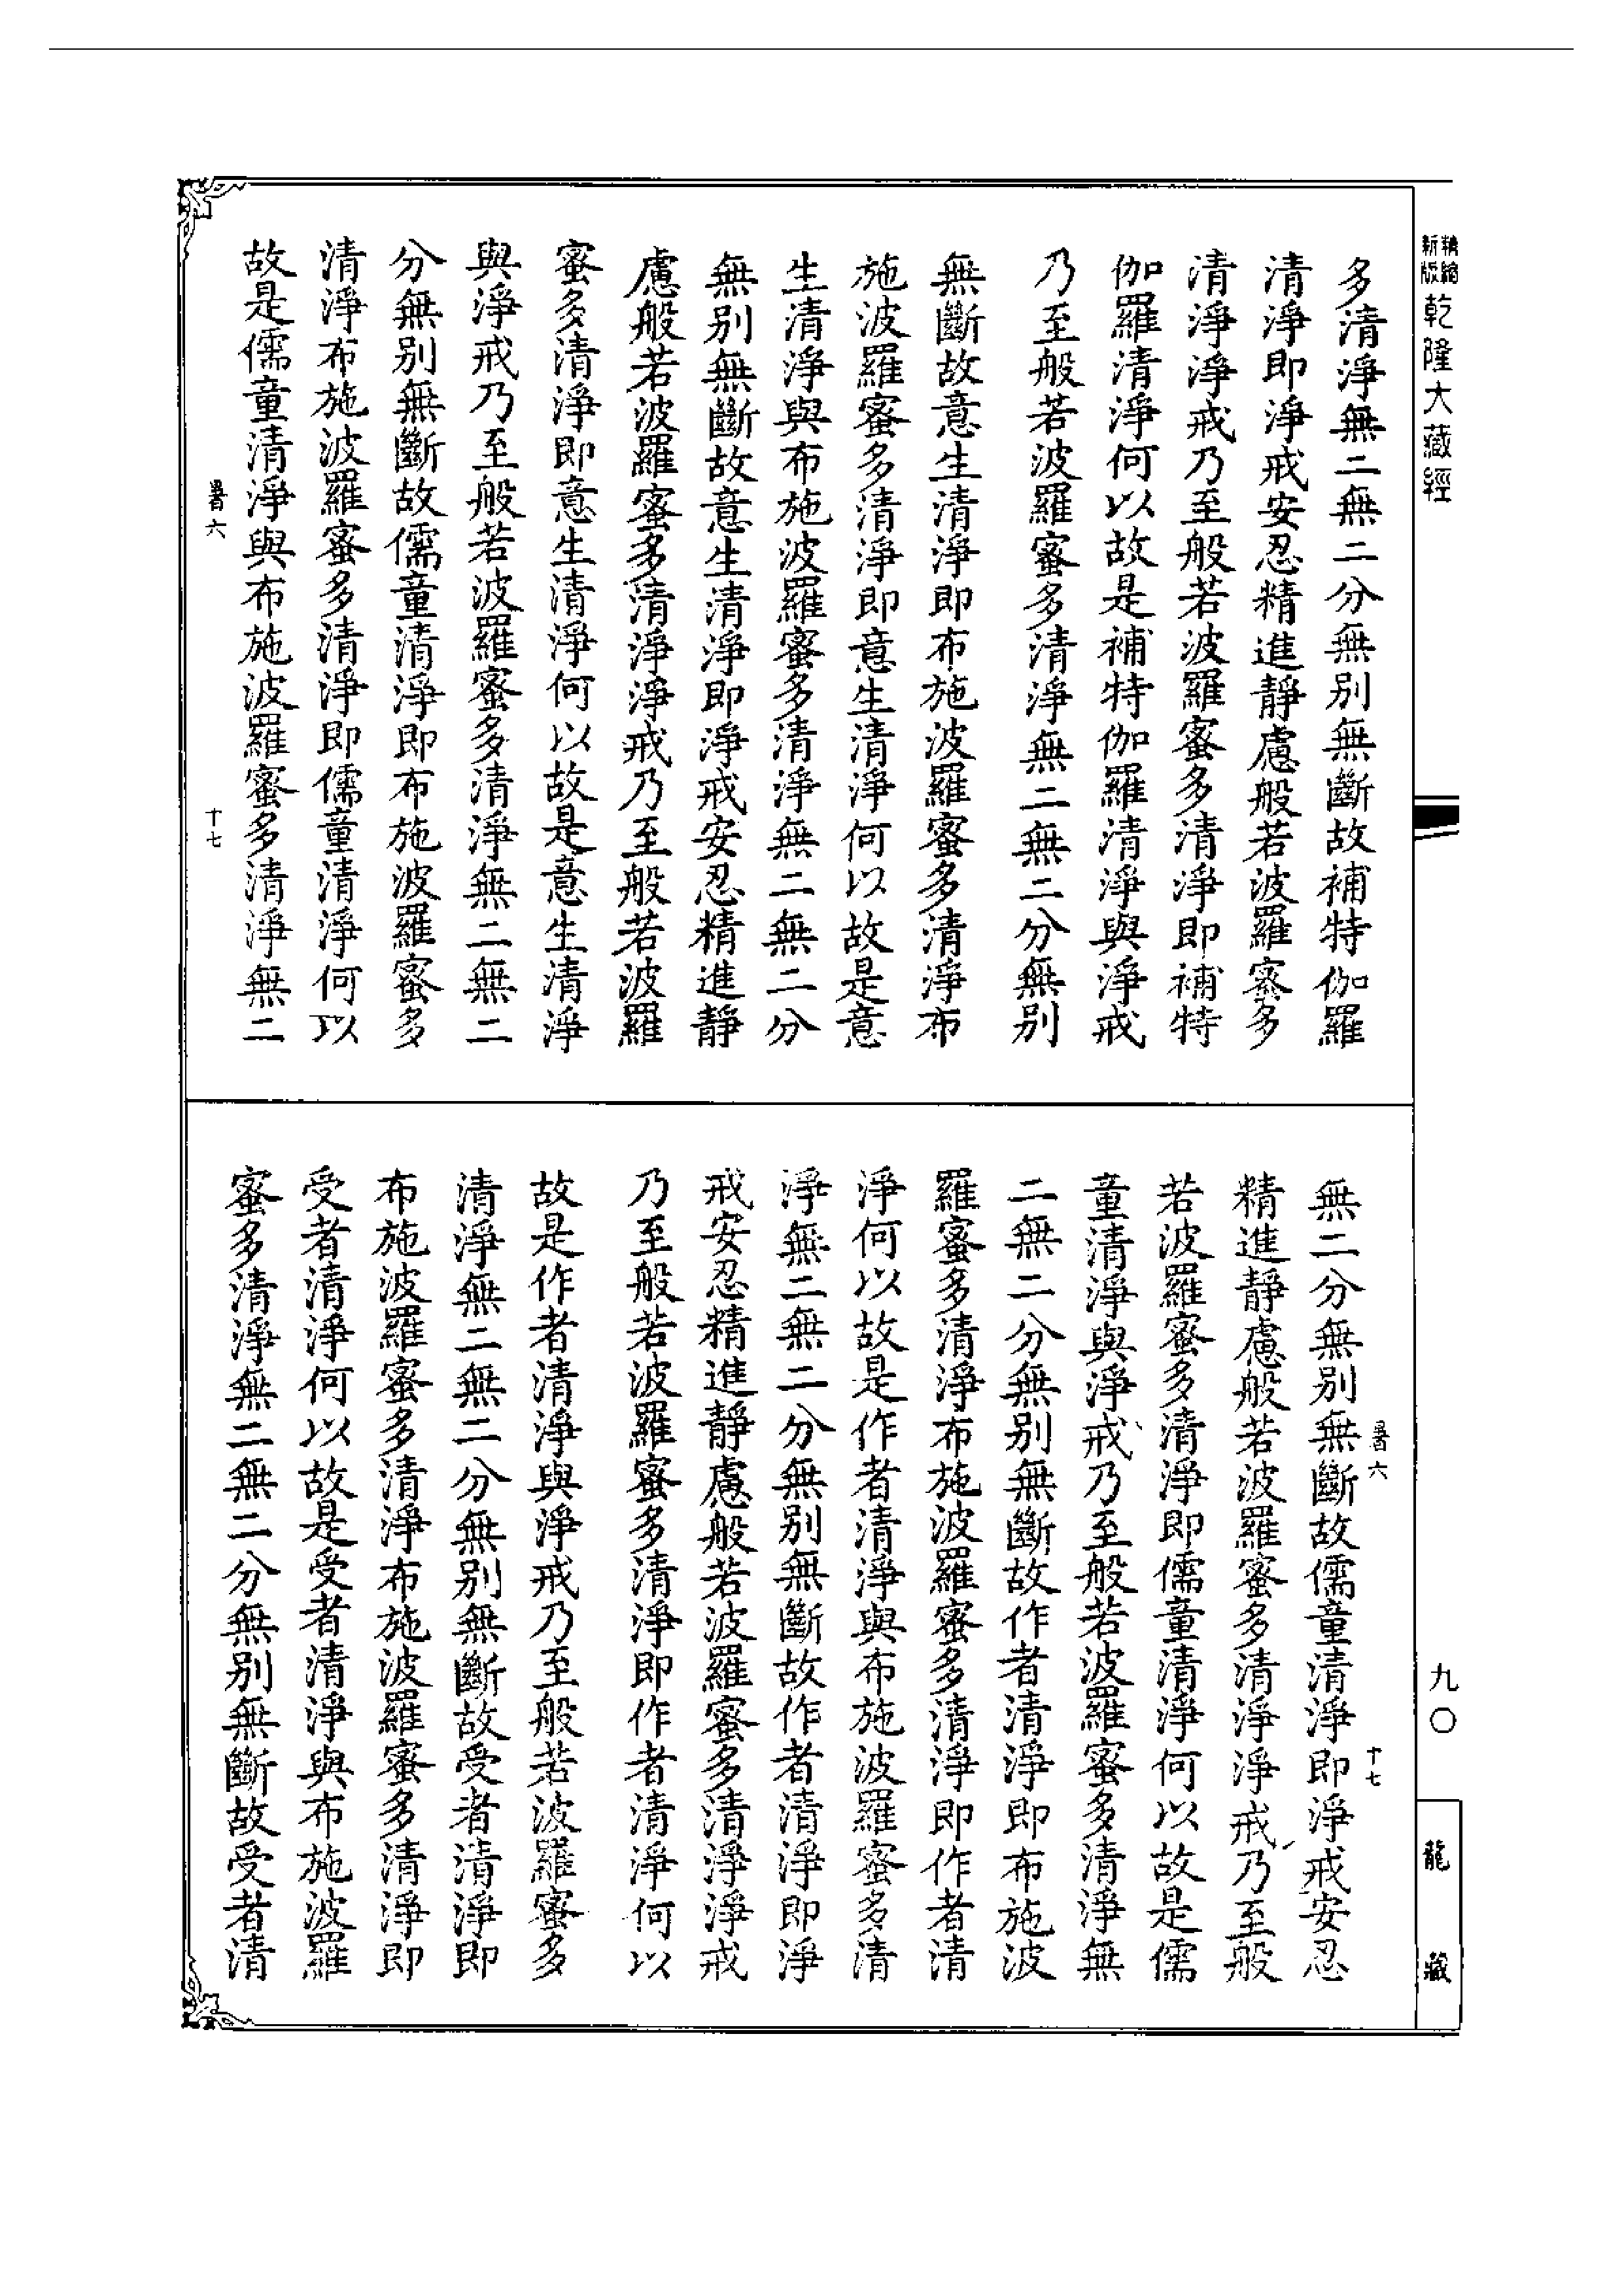 精縮新版乾隆大藏經
多清淨無二無二分無別無斷故補特伽羅
清淨即淨戒安忍精進靜慮般若波羅蜜多
清淨淨戒乃至般若波羅蜜多清淨即補特
伽羅清淨何以故是補特伽羅清淨與淨戒
乃至般若波羅蜜多清淨無二無二分無別
無斷故意生清淨即布施波羅蜜多清淨布
施波羅蜜多清淨即意生清淨何以故是意
生清淨與布施波羅蜜多清淨無二無二分
無別無斷故意生清淨即淨戒安忍精進靜
慮般若波羅蜜多清淨淨戒乃至般若波羅
蜜多清淨即意生清淨何以故是意生清淨
與淨戒乃至般若波羅蜜多清淨無二無二
分無別無斷故儒童清淨即布施波羅蜜多
清淨布施波羅蜜多清淨即儒童清淨何以
故是儒童清淨與布施波羅蜜多清淨無二
暑六 十七
九〇
龍藏
暑六 十七
無二分無別無斷故儒童清淨即淨戒安忍
精進靜慮般若波羅蜜多清淨淨戒乃至般
若波羅蜜多清淨即儒童清淨何以故是儒
童清淨與淨戒乃至般若波羅蜜多清淨無
二無二分無別無斷故作者清淨即布施波
羅蜜多清淨布施波羅蜜多清淨即作者清
淨何以故是作者清淨與布施波羅蜜多清
淨無二無二分無別無斷故作者清淨即淨
戒安忍精進靜慮般若波羅蜜多清淨淨戒
乃至般若波羅蜜多清淨即作者清淨何以
故是作者清淨與淨戒乃至般若波羅蜜多
清淨無二無二分無別無斷故受者清淨即
布施波羅蜜多清淨布施波羅蜜多清淨即
受者清淨何以故是受者清淨與布施波羅
蜜多清淨無二無二分無別無斷故受者清